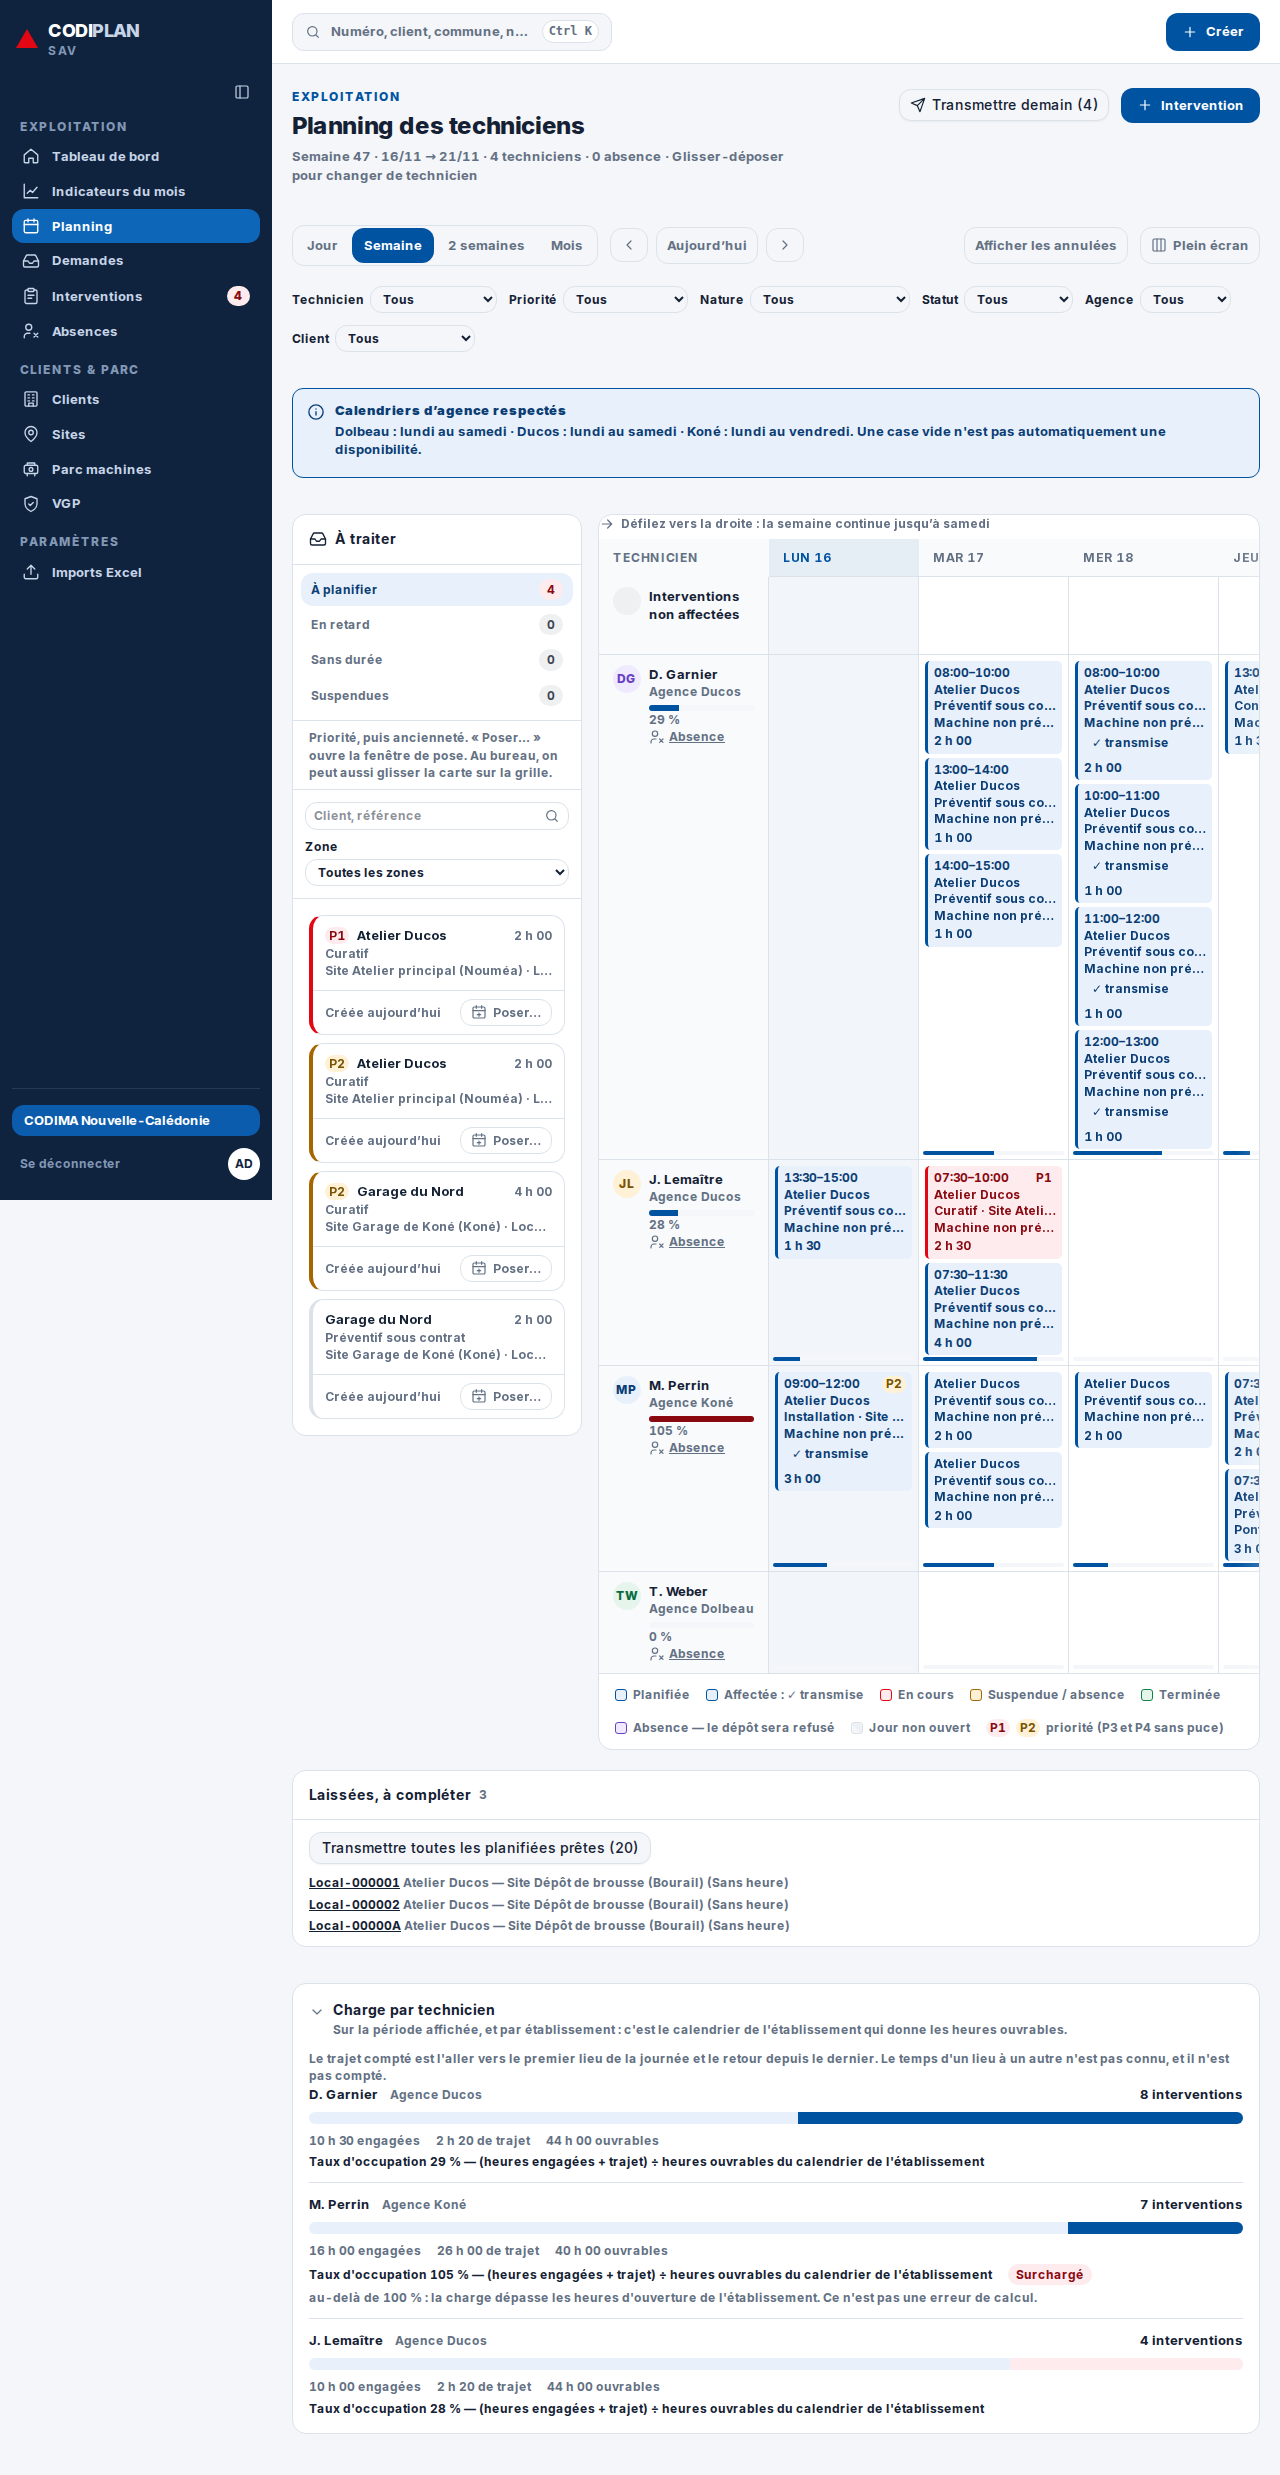 CODIPLAN
SAV
EXPLOITATION
Tableau de bord
Indicateurs du mois
Planning
Demandes
Interventions 4
Absences
CLIENTS & PARC
Clients
Sites
Parc machines
VGP
PARAMÈTRES
Imports Excel
CODIMA Nouvelle-Calédonie
Se déconnecter AD
Numéro, client, commune, n… Ctrl K
Créer
EXPLOITATION
Planning des techniciens
Semaine 47 · 16/11 → 21/11 · 4 techniciens · 0 absence · Glisser-déposer
pour changer de technicien
Transmettre demain (4)
Intervention
Jour Semaine 2 semaines Mois Aujourd’hui Afficher les annulées Plein écran
Technicien Tous Priorité Tous Nature Tous Statut Tous Agence Tous
Client Tous
Calendriers d’agence respectés
Dolbeau : lundi au samedi · Ducos : lundi au samedi · Koné : lundi au vendredi. Une case vide n'est pas automatiquement une
disponibilité.
À traiter
À planifier 4
En retard 0
Sans durée 0
Suspendues 0
Priorité, puis ancienneté. « Poser… »
ouvre la fenêtre de pose. Au bureau, on
peut aussi glisser la carte sur la grille.
Client, référence
Zone
Toutes les zones
P1 Atelier Ducos 2 h 00
Curatif
Site Atelier principal (Nouméa) · L…
Créée aujourd’hui Poser…
P2 Atelier Ducos 2 h 00
Curatif
Site Atelier principal (Nouméa) · L…
Créée aujourd’hui Poser…
P2 Garage du Nord 4 h 00
Curatif
Site Garage de Koné (Koné) · Loc…
Créée aujourd’hui Poser…
Garage du Nord 2 h 00
Préventif sous contrat
Site Garage de Koné (Koné) · Loc…
Créée aujourd’hui Poser…
Défilez vers la droite : la semaine continue jusqu’à samedi
TECHNICIEN LUN 16 MAR 17 MER 18 JEU
Interventions
non affectées
DG D. Garnier
Agence Ducos
29 %
Absence
08:00–10:00
Atelier Ducos
Préventif sous co…
Machine non pré…
2 h 00
13:00–14:00
Atelier Ducos
Préventif sous co…
Machine non pré…
1 h 00
14:00–15:00
Atelier Ducos
Préventif sous co…
Machine non pré…
1 h 00
08:00–10:00
Atelier Ducos
Préventif sous co…
Machine non pré…
✓ transmise
2 h 00
10:00–11:00
Atelier Ducos
Préventif sous co…
Machine non pré…
✓ transmise
1 h 00
11:00–12:00
Atelier Ducos
Préventif sous co…
Machine non pré…
✓ transmise
1 h 00
12:00–13:00
Atelier Ducos
Préventif sous co…
Machine non pré…
✓ transmise
1 h 00
13:0
Atel
Con
Mac
1 h 3
JL J. Lemaître
Agence Ducos
28 %
Absence
13:30–15:00
Atelier Ducos
Préventif sous co…
Machine non pré…
1 h 30
07:30–10:00 P1
Atelier Ducos
Curatif · Site Ateli…
Machine non pré…
2 h 30
07:30–11:30
Atelier Ducos
Préventif sous co…
Machine non pré…
4 h 00
MP M. Perrin
Agence Koné
105 %
Absence
09:00–12:00 P2
Atelier Ducos
Installation · Site …
Machine non pré…
✓ transmise
3 h 00
Atelier Ducos
Préventif sous co…
Machine non pré…
2 h 00
Atelier Ducos
Préventif sous co…
Machine non pré…
2 h 00
Atelier Ducos
Préventif sous co…
Machine non pré…
2 h 00
07:3
Atel
Prév
Mac
2 h 0
07:3
Atel
Prév
Pon
3 h 0
TW T. Weber
Agence Dolbeau
0 %
Absence
Planifiée Affectée : ✓ transmise En cours Suspendue / absence Terminée
Absence — le dépôt sera refusé Jour non ouvert P1 P2 priorité (P3 et P4 sans puce)
Laissées, à compléter 3
Transmettre toutes les planifiées prêtes (20)
Local-000001 Atelier Ducos — Site Dépôt de brousse (Bourail) (Sans heure)
Local-000002 Atelier Ducos — Site Dépôt de brousse (Bourail) (Sans heure)
Local-00000A Atelier Ducos — Site Dépôt de brousse (Bourail) (Sans heure)
Charge par technicien
Sur la période affichée, et par établissement : c'est le calendrier de l'établissement qui donne les heures ouvrables.
Le trajet compté est l'aller vers le premier lieu de la journée et le retour depuis le dernier. Le temps d'un lieu à un autre n'est pas connu, et il n'est
pas compté.
D. Garnier Agence Ducos 8 interventions
10 h 30 engagées 2 h 20 de trajet 44 h 00 ouvrables
Taux d'occupation 29 % — (heures engagées + trajet) ÷ heures ouvrables du calendrier de l'établissement
M. Perrin Agence Koné 7 interventions
16 h 00 engagées 26 h 00 de trajet 40 h 00 ouvrables
Taux d'occupation 105 % — (heures engagées + trajet) ÷ heures ouvrables du calendrier de l'établissement Surchargé
au-delà de 100 % : la charge dépasse les heures d'ouverture de l'établissement. Ce n'est pas une erreur de calcul.
J. Lemaître Agence Ducos 4 interventions
10 h 00 engagées 2 h 20 de trajet 44 h 00 ouvrables
Taux d'occupation 28 % — (heures engagées + trajet) ÷ heures ouvrables du calendrier de l'établissement